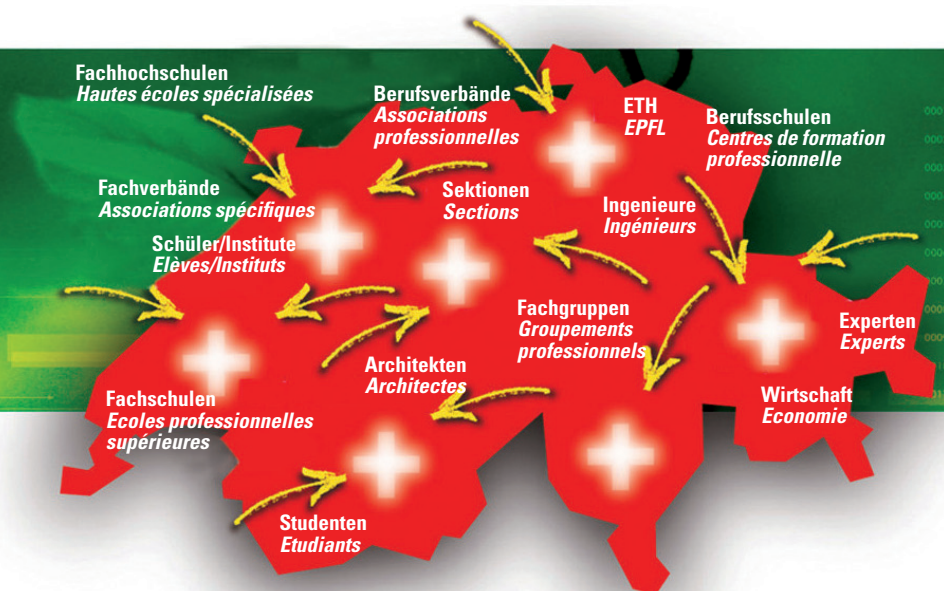 Fachhochschulen
Hautes écoles spécialisées
Berufsverbände
Associations
professionnelles
ETH
EPFL
Berufsschulen
Centres de formation
professionnelle
Fachverbände
Associations spécifiques
Sektionen
Sections
Ingenieure
Ingénieurs
Schüler/Institute
Elèves/Instituts
Fachgruppen
Groupements
professionnels
Experten
Experts
Architekten
Architectes
Fachschulen
Ecoles professionnelles
supérieures
Wirtschaft
Economie
Studenten
Etudiants